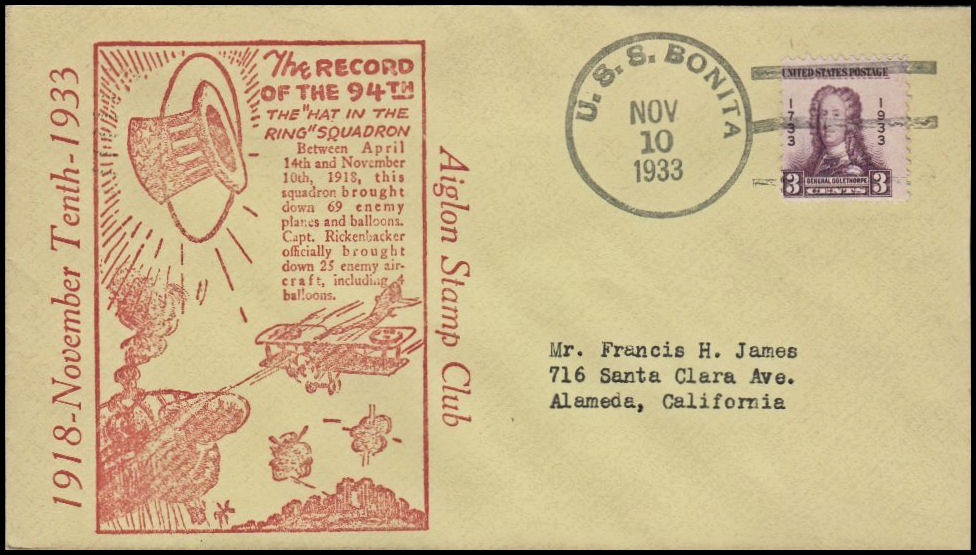 1918-November Tenth-1933
The RECORD
OF THE 94TH
THE "HAT IN THE
RING" SQUADRON
Between April
14th and November
10th, 1918, this
squadron brought
down 69 enemy
planes and balloons.
Capt. Rickenbacker
officially brought
down 25 enemy air-
craft, including 4
balloons.
Aiglon Stamp Club
U.S.S. BONITA
NOV
10
1933
UNITED STATES POSTAGE
1733
1933
GENERAL OGLETHORPE
3 CENTS 3
Mr. Francis H. James
716 Santa Clara Ave.
Alameda, California